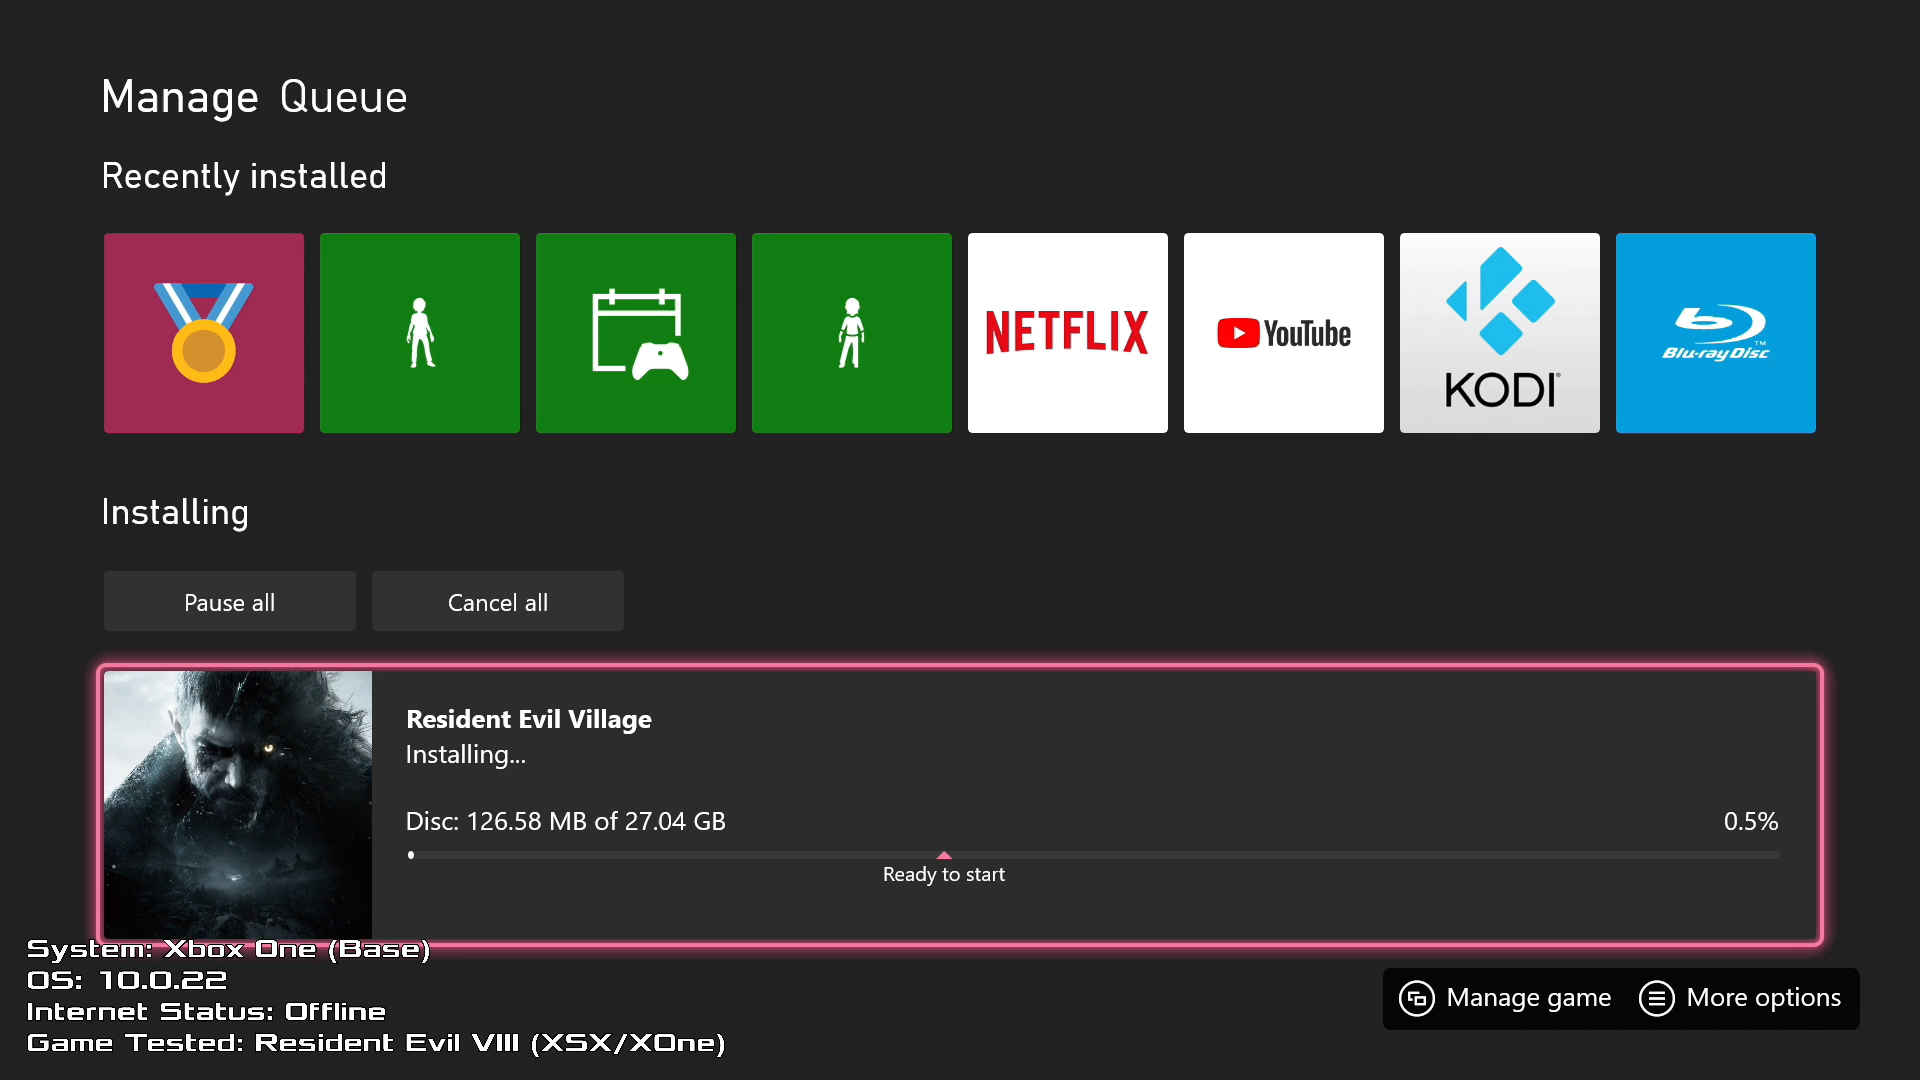 Manage Queue
Recently installed
NETFLIX
YouTube
KODI®
Blu-ray Disc™
Installing
Pause all
Cancel all
Resident Evil Village
Installing...
Disc: 126.58 MB of 27.04 GB
0.5%
Ready to start
System: Xbox One (Base)
OS: 10.0.22
Internet Status: Offline
Game Tested: Resident Evil VIII (XSX/XOne)
Manage game
More options